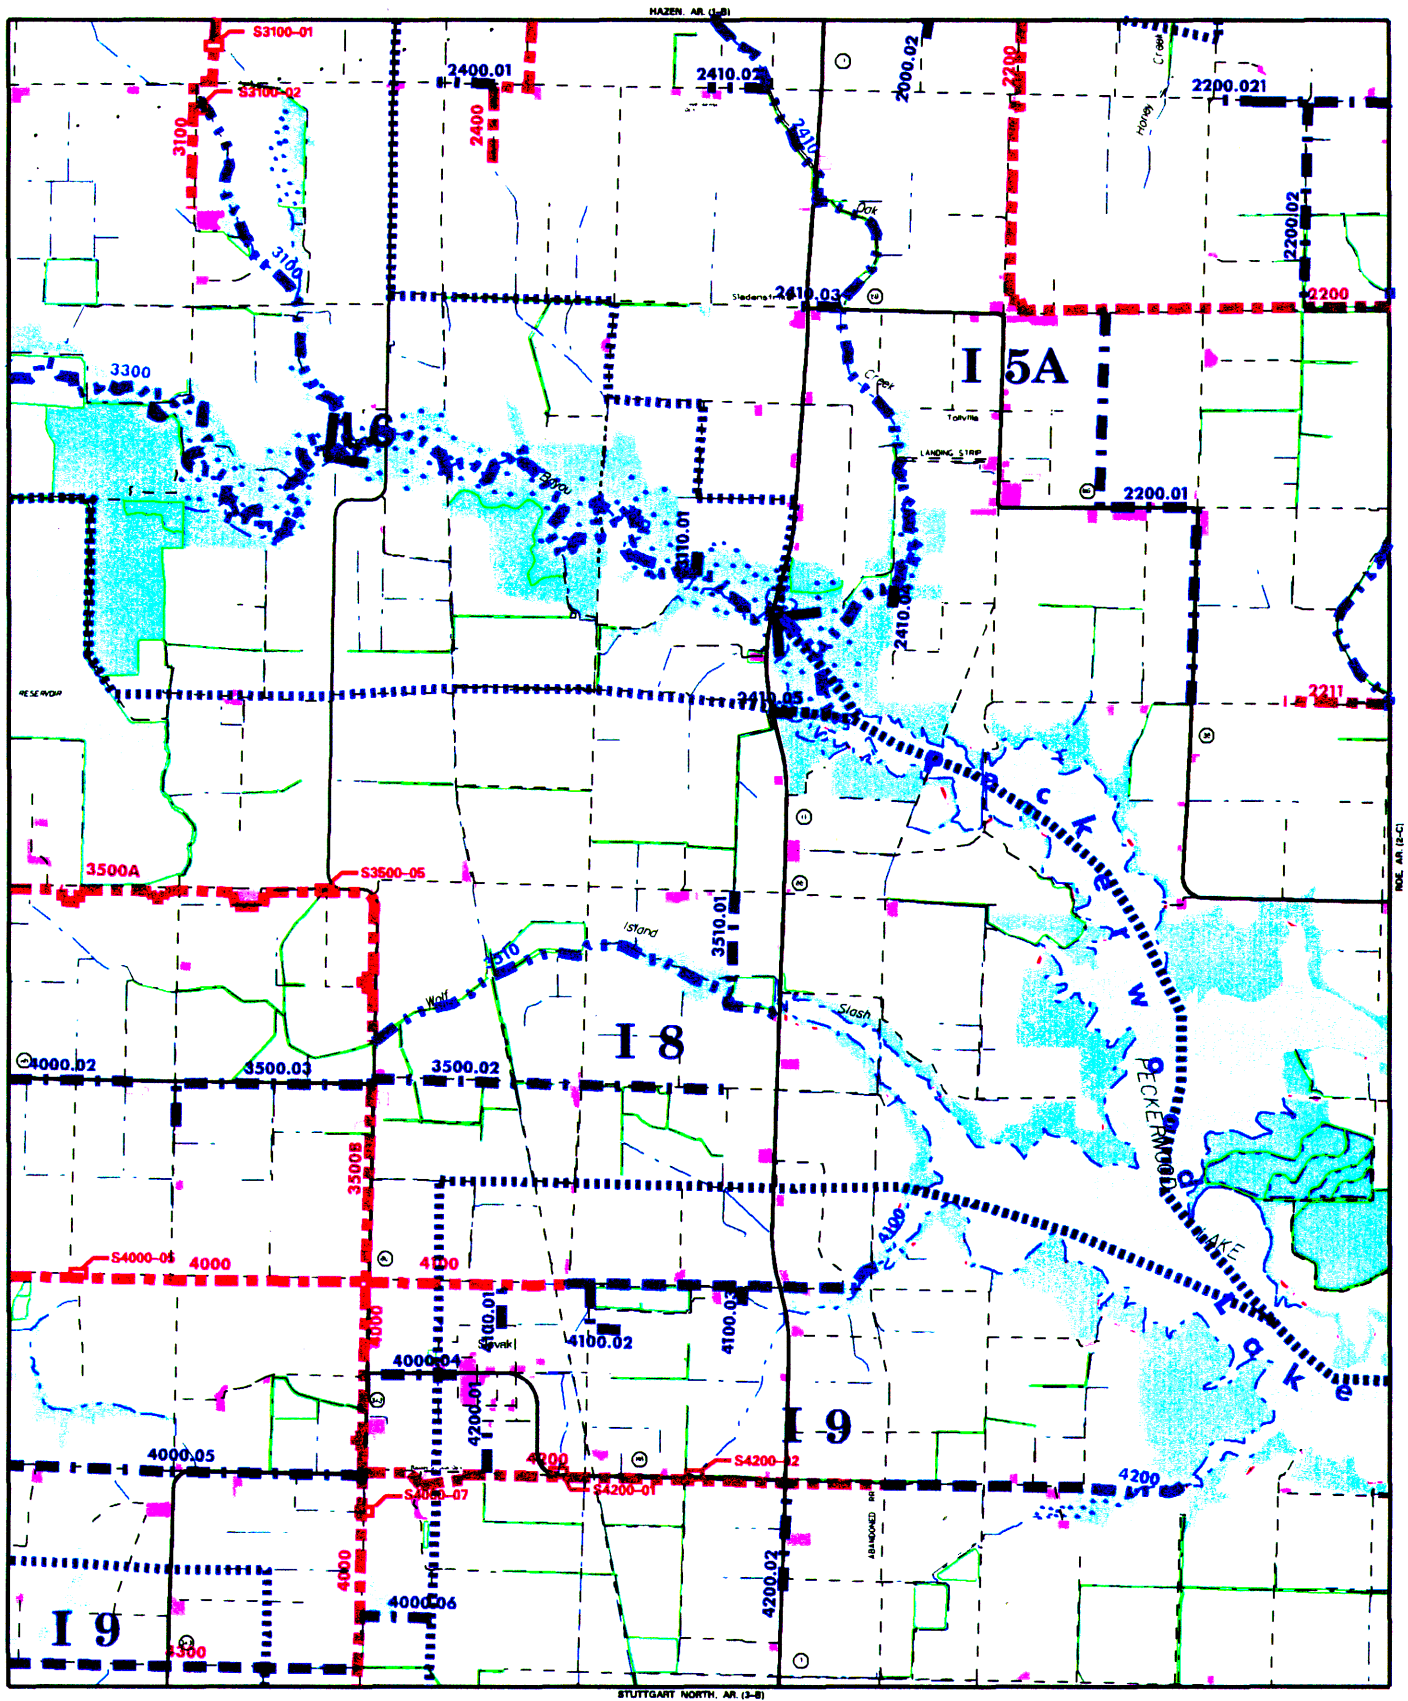 HAZEN, AR. (1-B)
S3100-01
2400.01
2410.02
2000.02
2200
Creek
2200.021
S3100-02
3100
2400
2410
Honey
Oak
2200.02
3100
2410.03
2200
I 5A
3300
Creek
Tollville
LANDING STRIP
Bayou
2200.01
3310.01
2410.04
RESERVOIR
2410.05
2211
P a c k e r w o o d L a k e
ROE, AR. (2-C)
3500A
S3500-05
3510.01
Island
3510
Wolf
Slash
I 8
4000.02
3500.03
3500.02
PECKERWOOD
LAKE
3500B
4100
S4000-05
4000
4100
4000
4100.01
4100.02
4100.03
Slovak
4000.04
4200.01
I 9
4000.05
4200
S4200-02
4200
S4000-07
S4200-01
ABANDONED RR
4000
4200.02
4000.06
I 9
4300
STUTTGART NORTH, AR. (3-B)